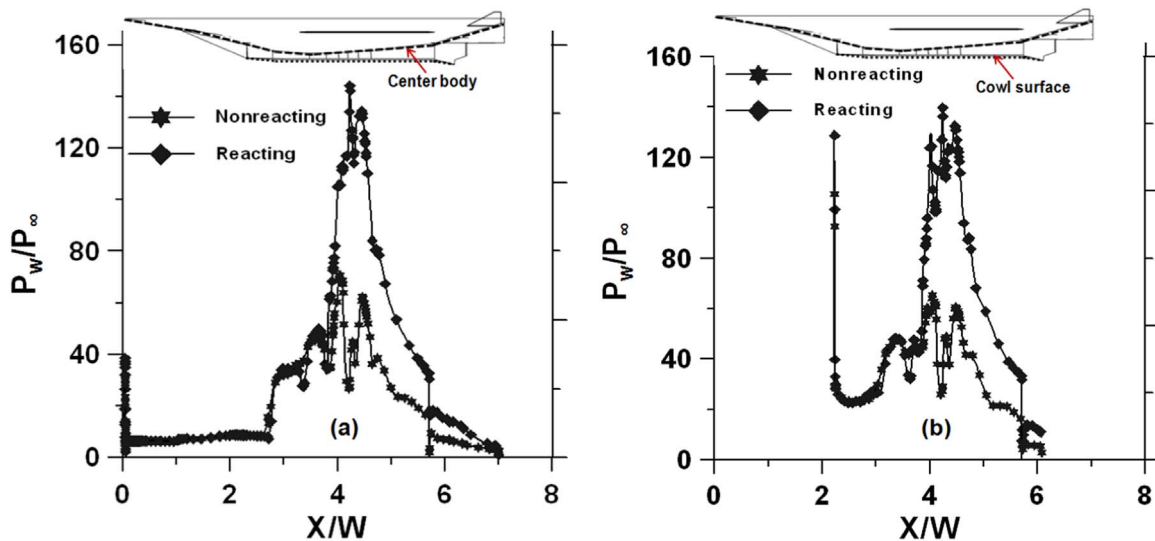 160
120
80
40
0
P_W/P_∞
Center body
Nonreacting
Reacting
(a)
0 2 4 6 8
X/W
160
120
80
40
0
P_W/P_∞
Nonreacting
Cowl surface
Reacting
(b)
0 2 4 6 8
X/W